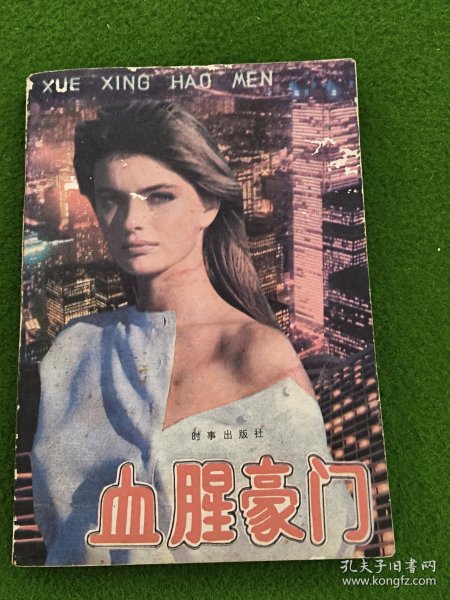 XUE XING HAO MEN
时事出版社
血腥豪门
孔夫子旧书网
www.kongfz.com